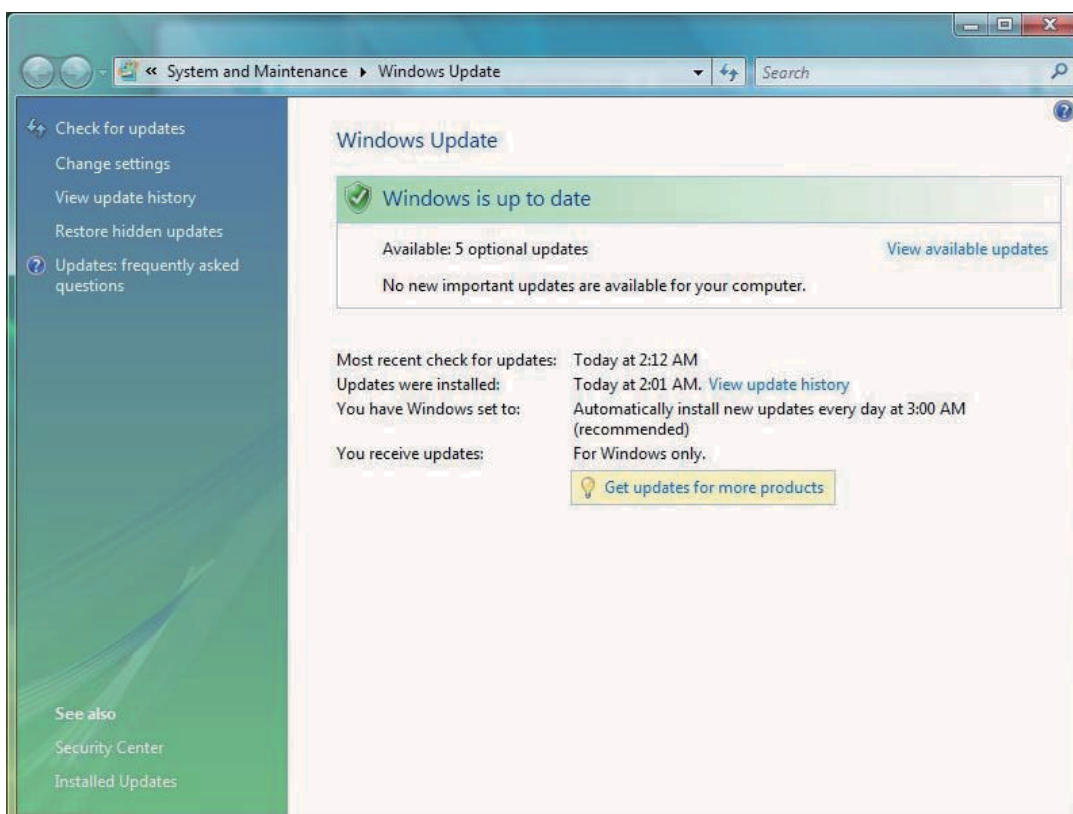 « System and Maintenance ▸ Windows Update
Search
Check for updates
Change settings
View update history
Restore hidden updates
Updates: frequently asked
questions
See also
Security Center
Installed Updates
Windows Update
Windows is up to date
Available: 5 optional updates View available updates
No new important updates are available for your computer.
Most recent check for updates: Today at 2:12 AM
Updates were installed: Today at 2:01 AM. View update history
You have Windows set to: Automatically install new updates every day at 3:00 AM
(recommended)
You receive updates: For Windows only.
Get updates for more products